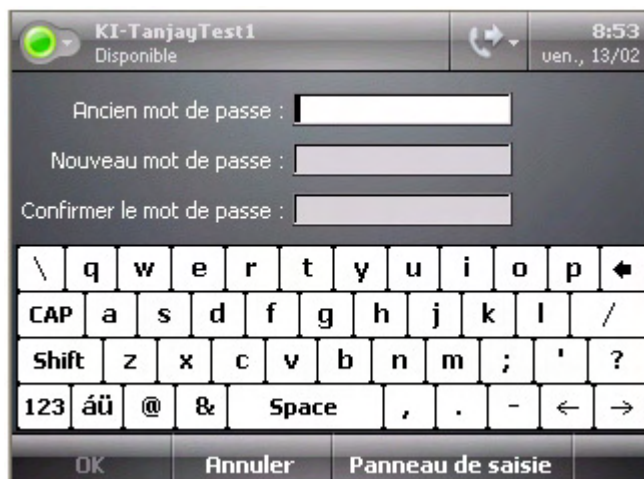 KI-TanjayTest1 8:53
Disponible ven., 13/02
Ancien mot de passe :
Nouveau mot de passe :
Confirmer le mot de passe :
\ q w e r t y u i o p ←
CAP a s d f g h j k l /
Shift z x c v b n m ; ' ?
123 áü @ & Space , . - ← →
OK Annuler Panneau de saisie